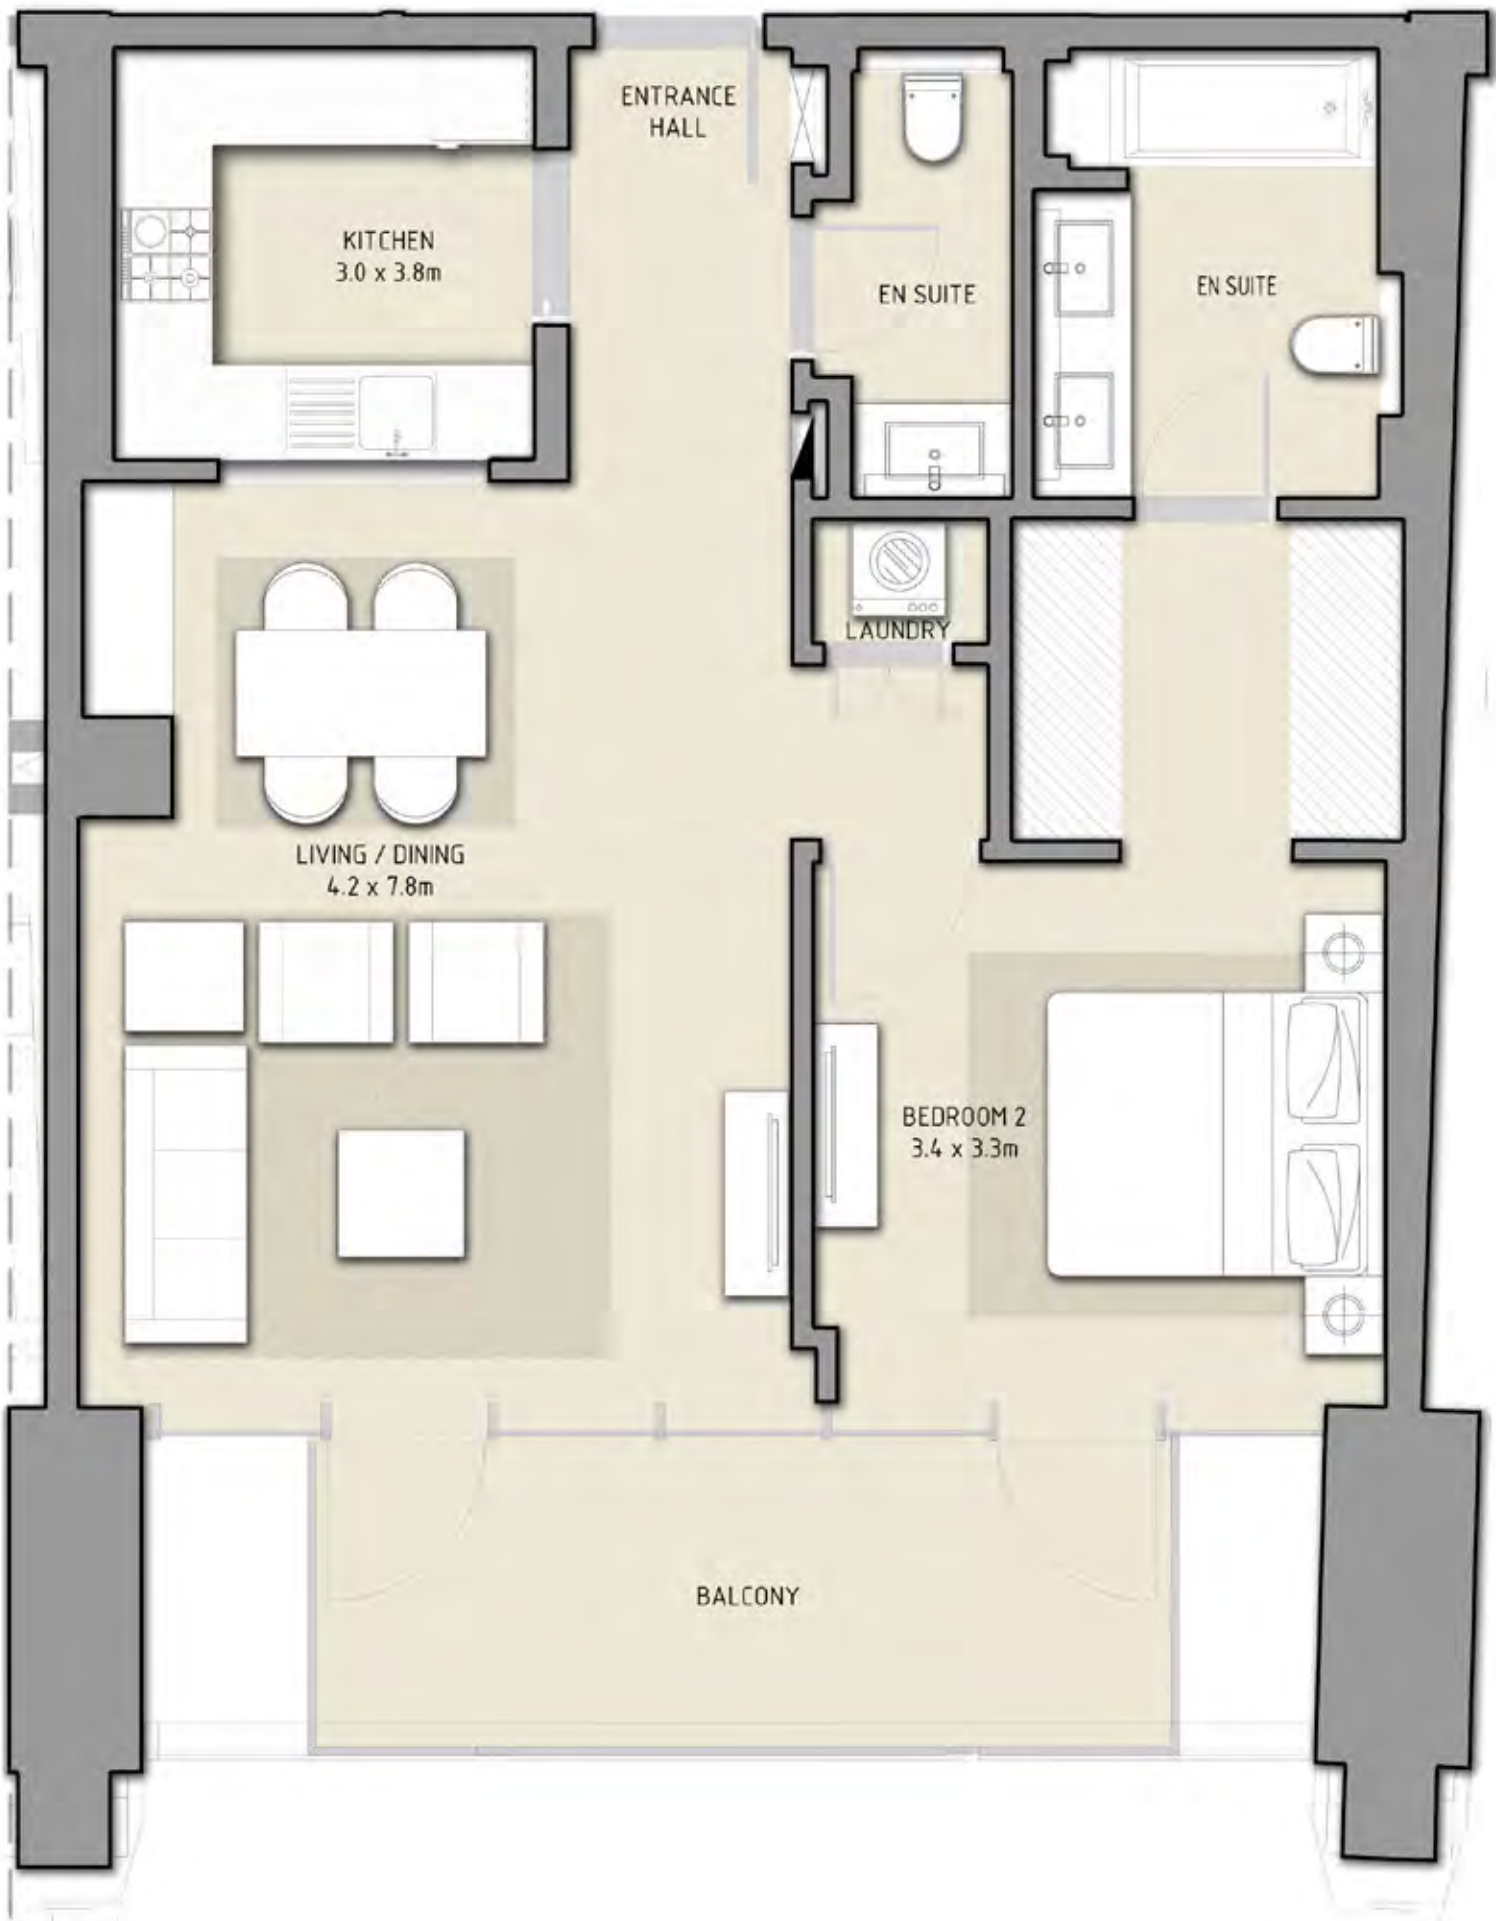 ENTRANCE
HALL
KITCHEN
3.0 x 3.8m
EN SUITE
EN SUITE
LAUNDRY
LIVING / DINING
4.2 x 7.8m
BEDROOM 2
3.4 x 3.3m
BALCONY